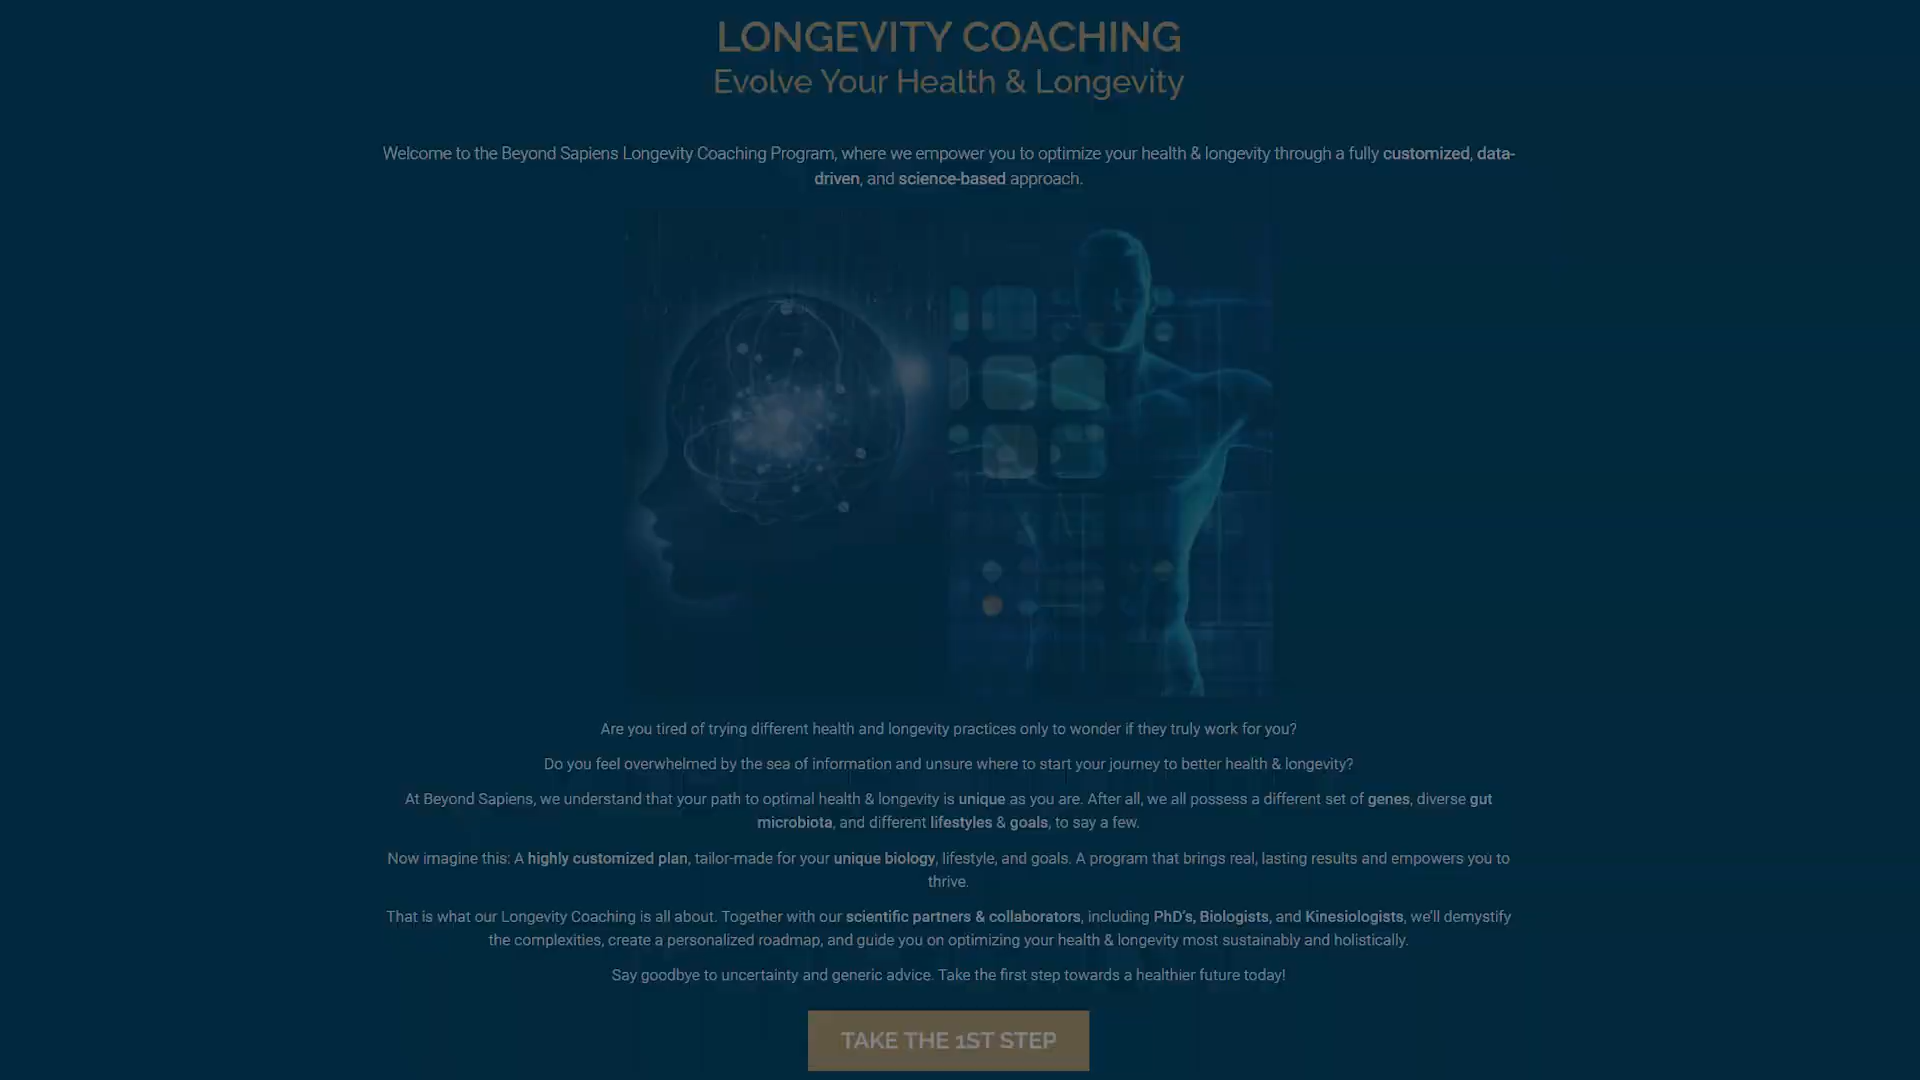 LONGEVITY COACHING
Evolve Your Health & Longevity
Welcome to the Beyond Sapiens Longevity Coaching Program, where we empower you to optimize your health & longevity through a fully customized, data-
driven, and science-based approach.
Are you tired of trying different health and longevity practices only to wonder if they truly work for you?
Do you feel overwhelmed by the sea of information and unsure where to start your journey to better health & longevity?
At Beyond Sapiens, we understand that your path to optimal health & longevity is unique as you are. After all, we all possess a different set of genes, diverse gut
microbiota, and different lifestyles & goals, to say a few.
Now imagine this: A highly customized plan, tailor-made for your unique biology, lifestyle, and goals. A program that brings real, lasting results and empowers you to
thrive.
That is what our Longevity Coaching is all about. Together with our scientific partners & collaborators, including PhD's, Biologists, and Kinesiologists, we'll demystify
the complexities, create a personalized roadmap, and guide you on optimizing your health & longevity most sustainably and holistically.
Say goodbye to uncertainty and generic advice. Take the first step towards a healthier future today!
TAKE THE 1ST STEP